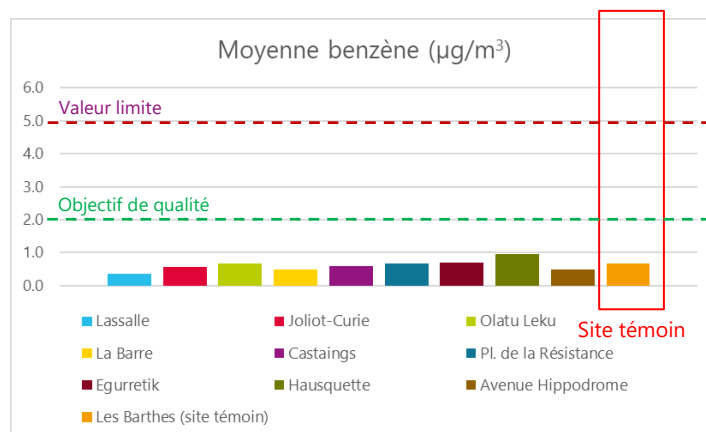 Moyenne benzène (µg/m³)
6.0
Valeur limite
5.0
4.0
3.0
Objectif de qualité
2.0
1.0
0.0
Lassalle
Joliot-Curie
Olatu Leku
Site témoin
La Barre
Castaings
Pl. de la Résistance
Egurretik
Hausquette
Avenue Hippodrome
Les Barthes (site témoin)